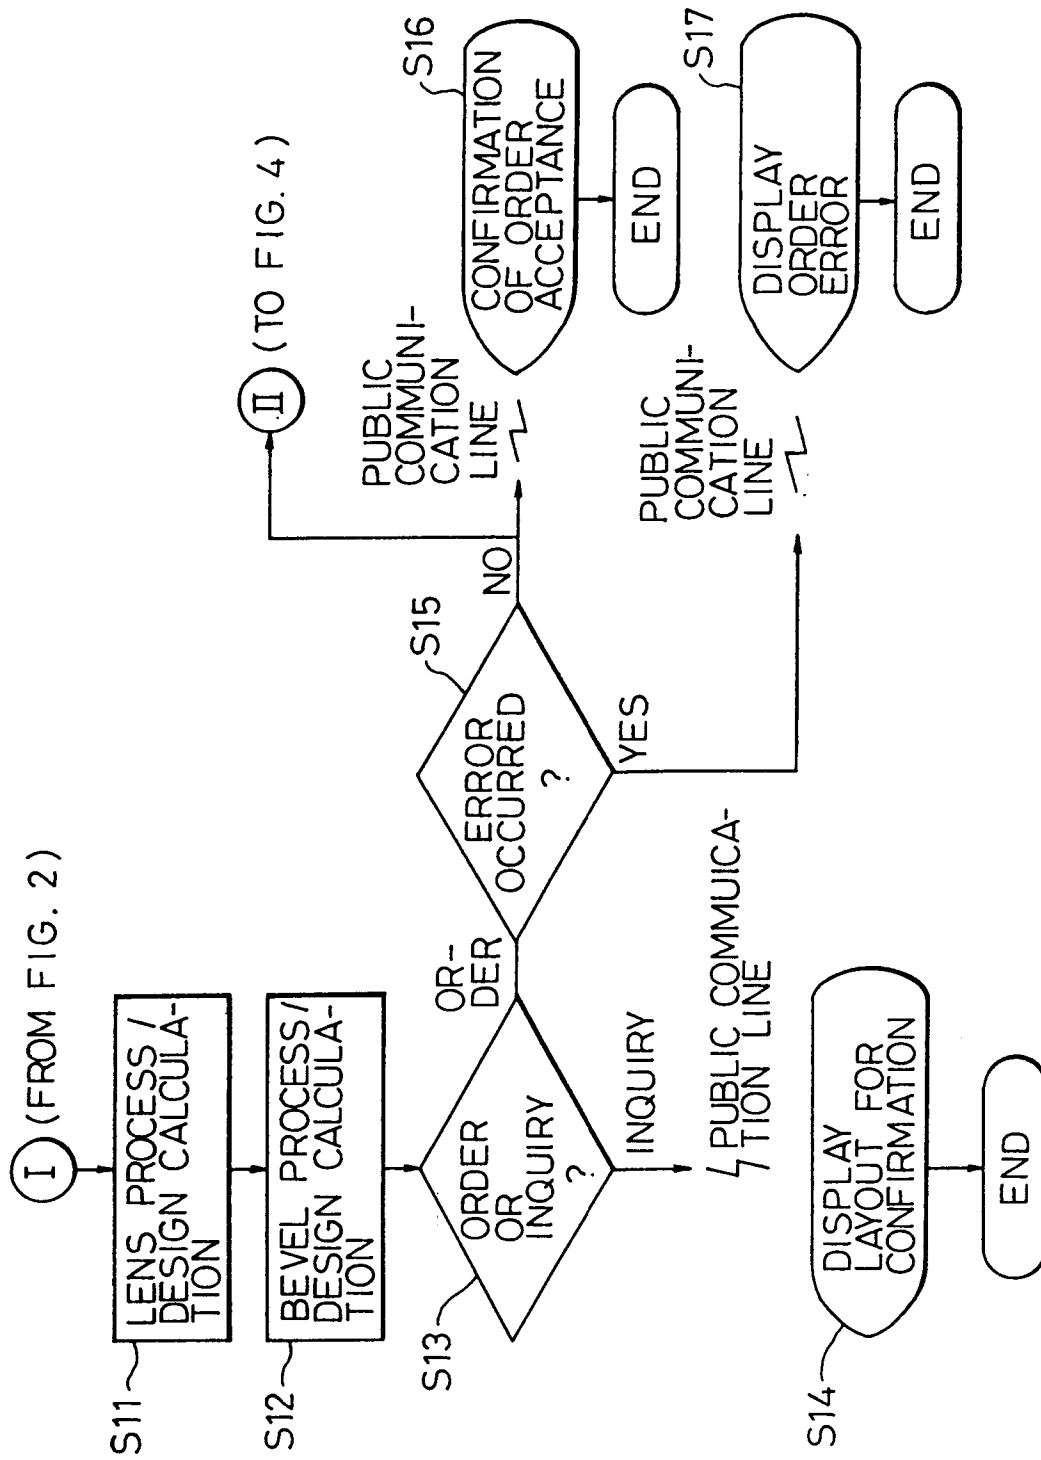 I (FROM FIG. 2)
S11
LENS PROCESS /
DESIGN CALCULA-
TION
S12
BEVEL PROCESS/
DESIGN CALCULA-
TION
S13
ORDER
OR
INQUIRY
?
OR-
DER
INQUIRY
PUBLIC COMMUICA-
TION LINE
S14
DISPLAY
LAYOUT FOR
CONFIRMATION
END
S15
ERROR
OCCURRED
?
NO
YES
II (TO FIG. 4)
PUBLIC
COMMUNI-
CATION
LINE
S16
CONFIRMATION
OF ORDER
ACCEPTANCE
END
PUBLIC
COMMUNI-
CATION
LINE
S17
DISPLAY
ORDER
ERROR
END